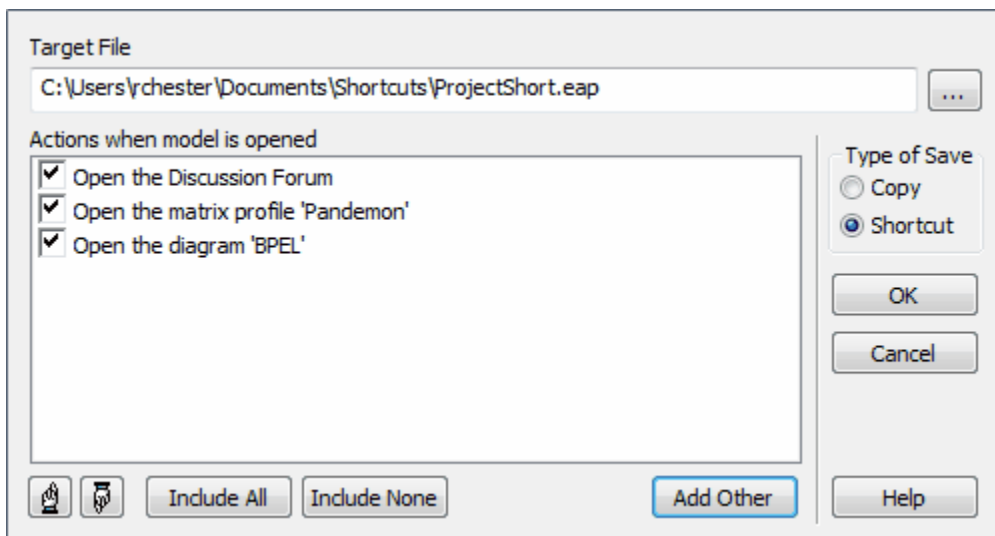 Target File
C:\Users\rchester\Documents\Shortcuts\ProjectShort.eap
...
Actions when model is opened
Open the Discussion Forum
Open the matrix profile 'Pandemon'
Open the diagram 'BPEL'
Type of Save
Copy
Shortcut
OK
Cancel
Include All
Include None
Add Other
Help